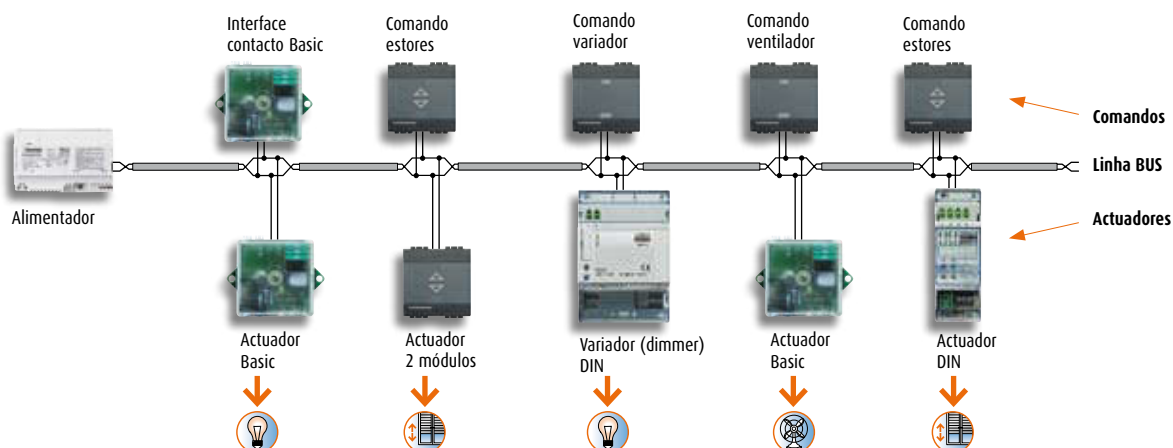 Interface
contacto Basic
Comando
estores
Comando
variador
Comando
ventilador
Comando
estores
Comandos
Linha BUS
Alimentador
Actuadores
Actuador
Basic
Actuador
2 módulos
Variador (dimmer)
DIN
Actuador
Basic
Actuador
DIN